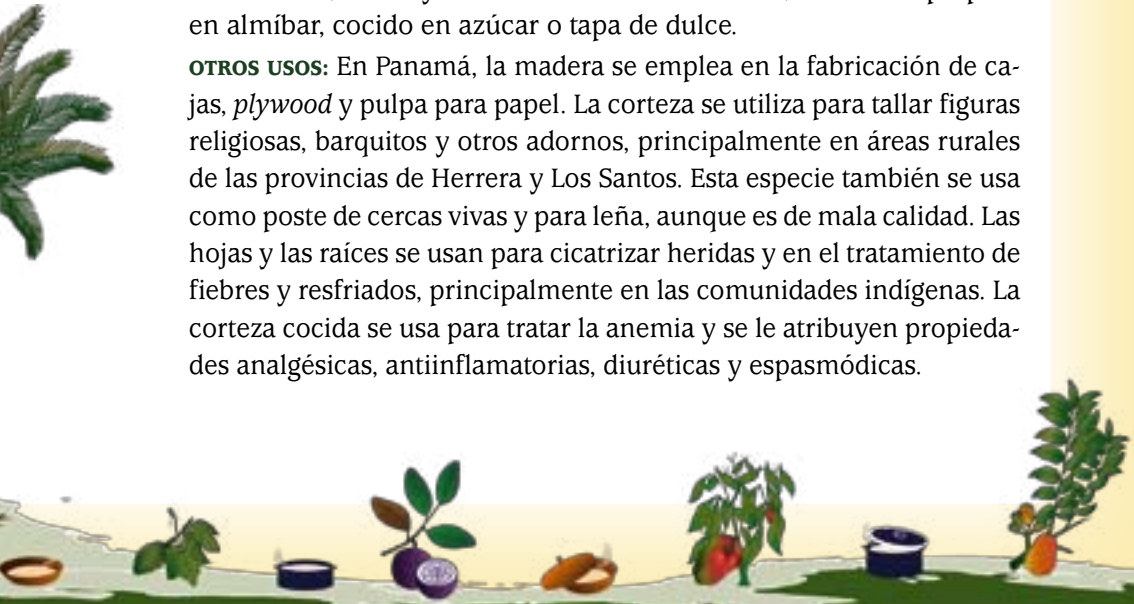 en almíbar, cocido en azúcar o tapa de dulce.
OTROS USOS: En Panamá, la madera se emplea en la fabricación de ca-
jas, plywood y pulpa para papel. La corteza se utiliza para tallar figuras
religiosas, barquitos y otros adornos, principalmente en áreas rurales
de las provincias de Herrera y Los Santos. Esta especie también se usa
como poste de cercas vivas y para leña, aunque es de mala calidad. Las
hojas y las raíces se usan para cicatrizar heridas y en el tratamiento de
fiebres y resfriados, principalmente en las comunidades indígenas. La
corteza cocida se usa para tratar la anemia y se le atribuyen propieda-
des analgésicas, antiinflamatorias, diuréticas y espasmódicas.